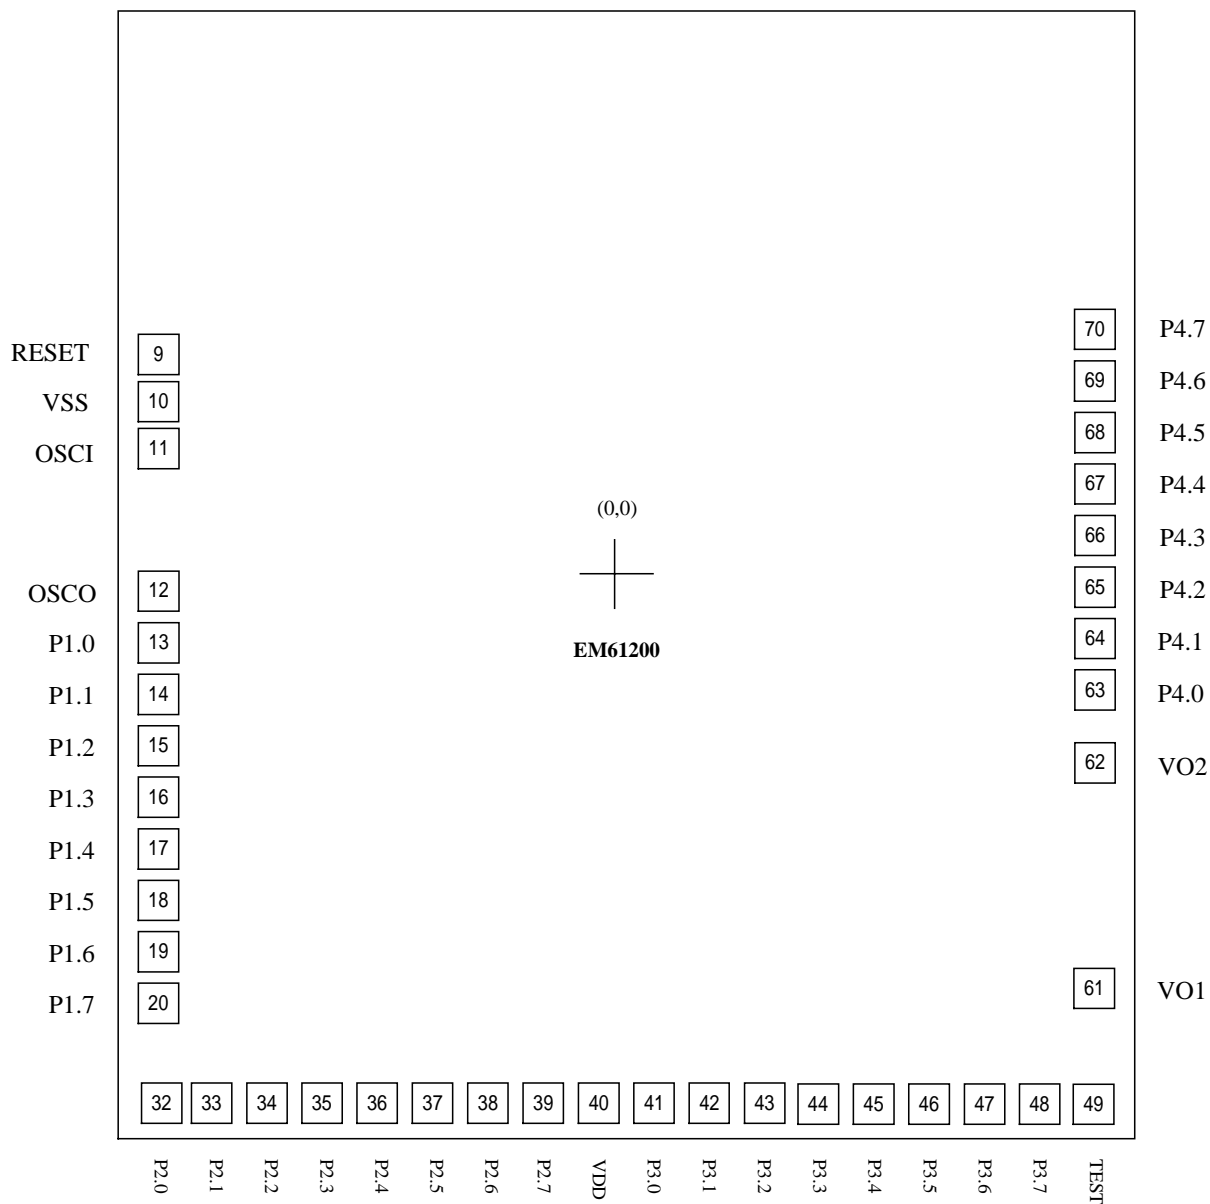 70 P4.7
RESET 9
69 P4.6
VSS 10
68 P4.5
OSCI 11
67 P4.4
(0,0)
66 P4.3
65 P4.2
OSCO 12
64 P4.1
P1.0 13
EM61200
63 P4.0
P1.1 14
P1.2 15
62 VO2
P1.3 16
P1.4 17
P1.5 18
P1.6 19
61 VO1
P1.7 20
32 33 34 35 36 37 38 39 40 41 42 43 44 45 46 47 48 49
P2.0 P2.1 P2.2 P2.3 P2.4 P2.5 P2.6 P2.7 VDD P3.0 P3.1 P3.2 P3.3 P3.4 P3.5 P3.6 P3.7 TEST